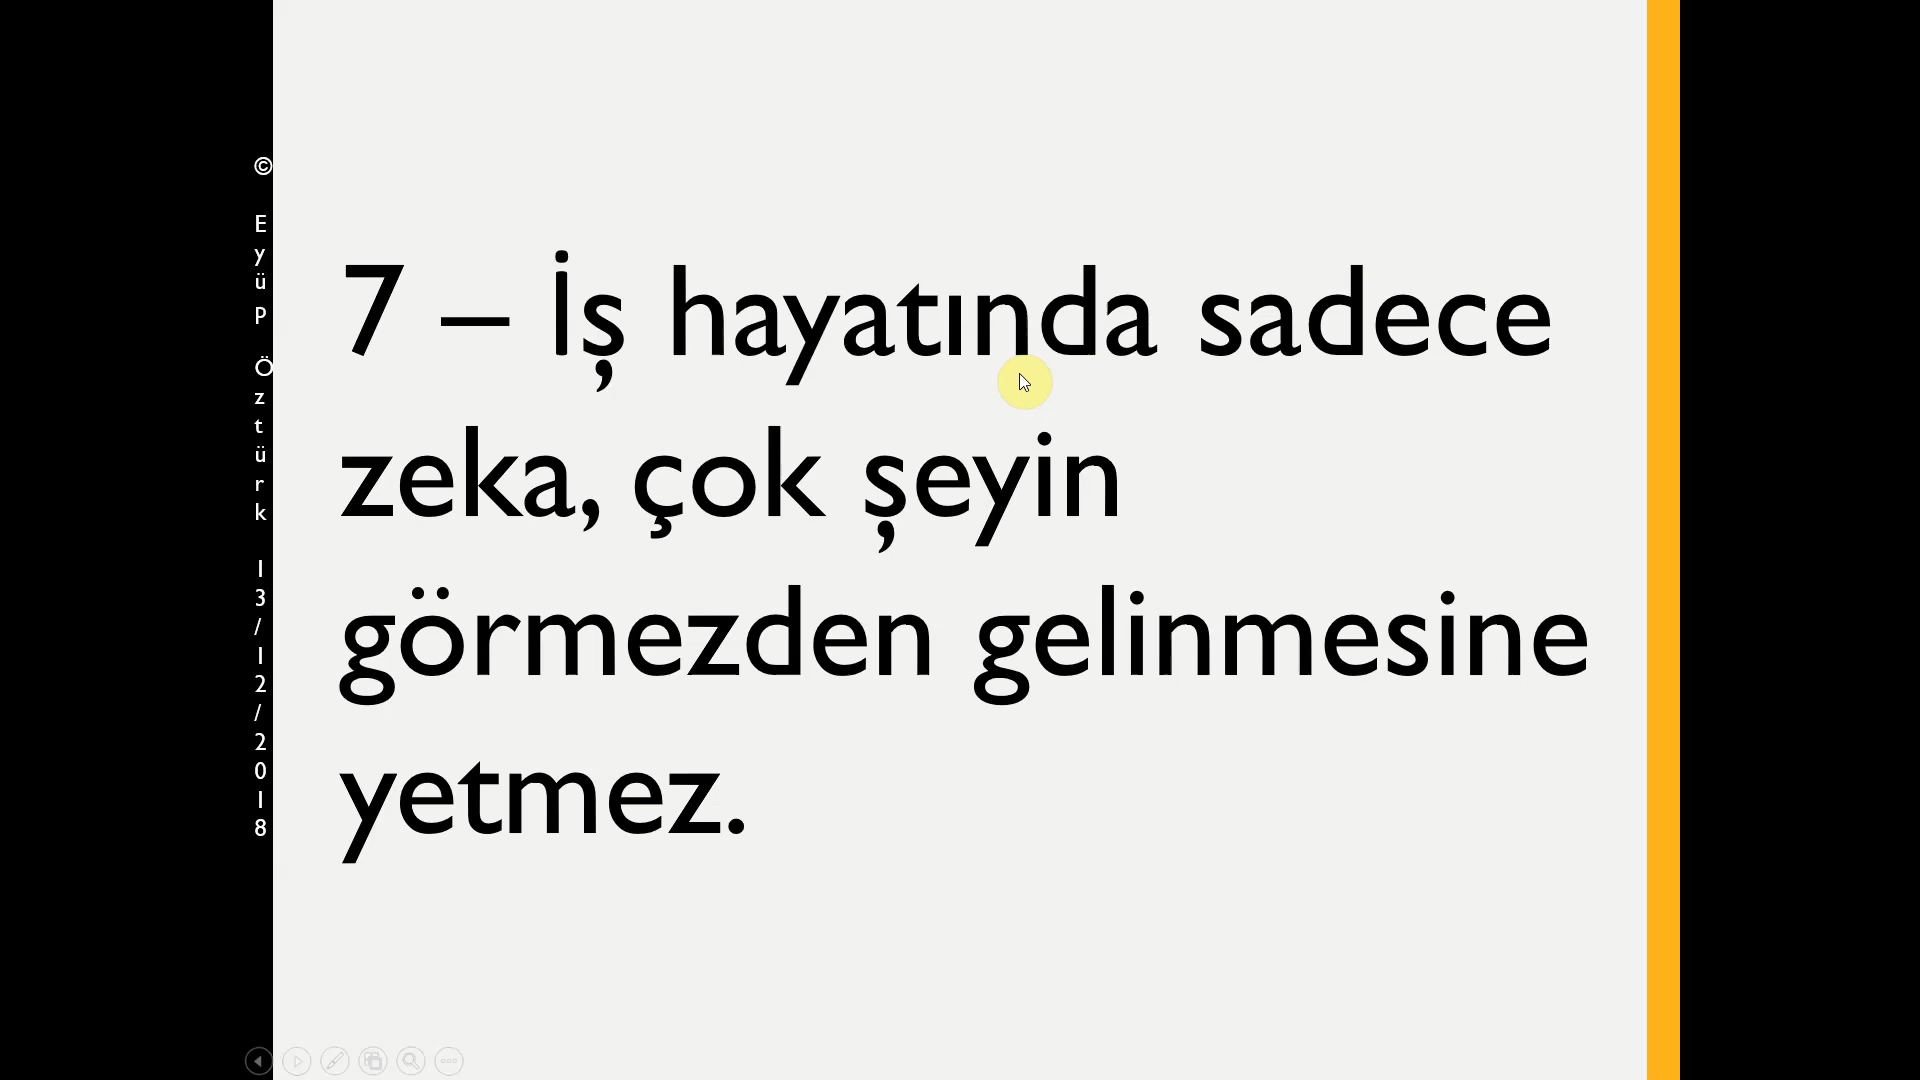 © Eyüp Öztürk 13/12/2018
7 – İş hayatında sadece
zeka, çok şeyin
görmezden gelinmesine
yetmez.